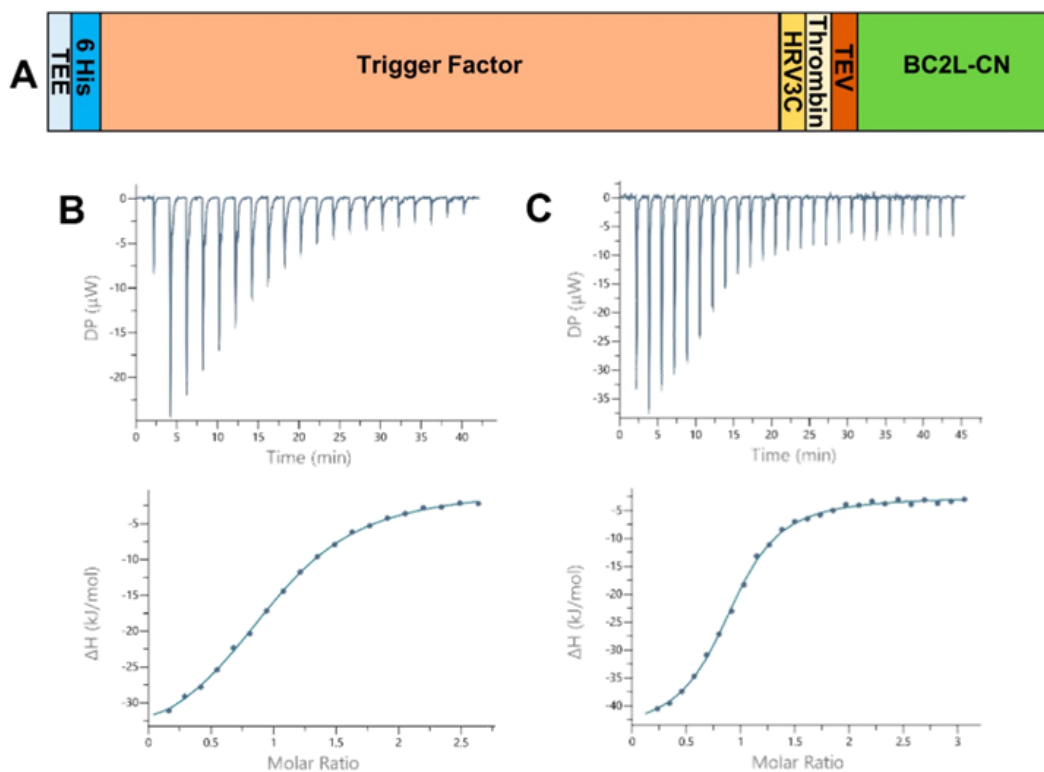 A
TEE
6 His
Trigger Factor
HRV3C
Thrombin
TEV
BC2L-CN
B
0
-5
-10
-15
-20
DP (µW)
0 5 10 15 20 25 30 35 40
Time (min)
C
0
-5
-10
-15
-20
-25
-30
-35
DP (µW)
0 5 10 15 20 25 30 35 40 45
Time (min)
-5
-10
-15
-20
-25
-30
ΔH (kJ/mol)
0 0.5 1 1.5 2 2.5
Molar Ratio
-5
-10
-15
-20
-25
-30
-35
-40
ΔH (kJ/mol)
0 0.5 1 1.5 2 2.5 3
Molar Ratio